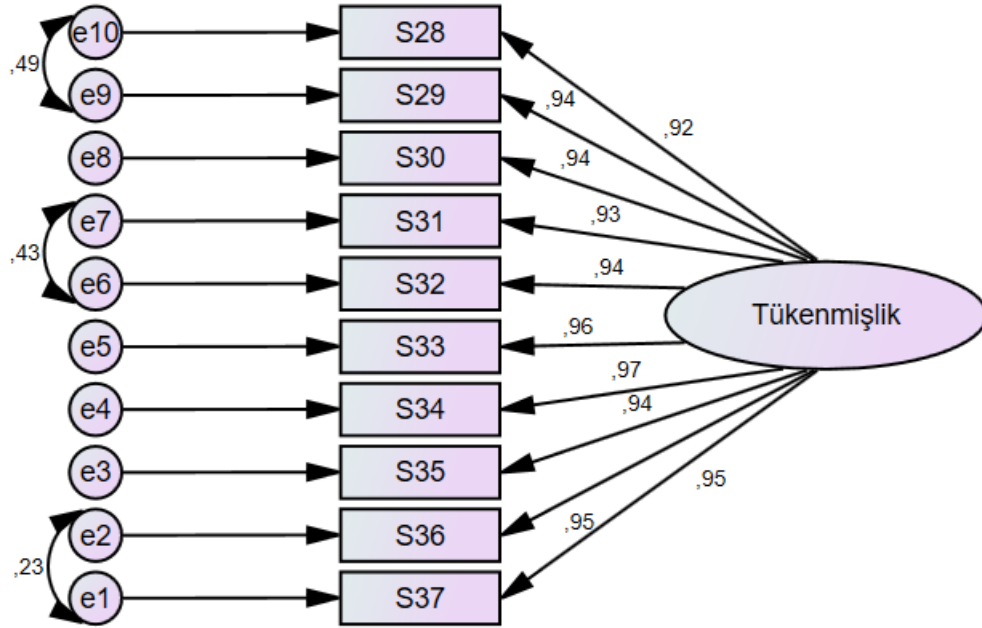 e10 S28
,49
e9 S29 ,94 ,92
e8 S30 ,94
e7 S31 ,93
,43
e6 S32 ,94
Tükenmişlik
e5 S33 ,96
e4 S34 ,97
,94
e3 S35 ,95
e2 S36 ,95
,23
e1 S37